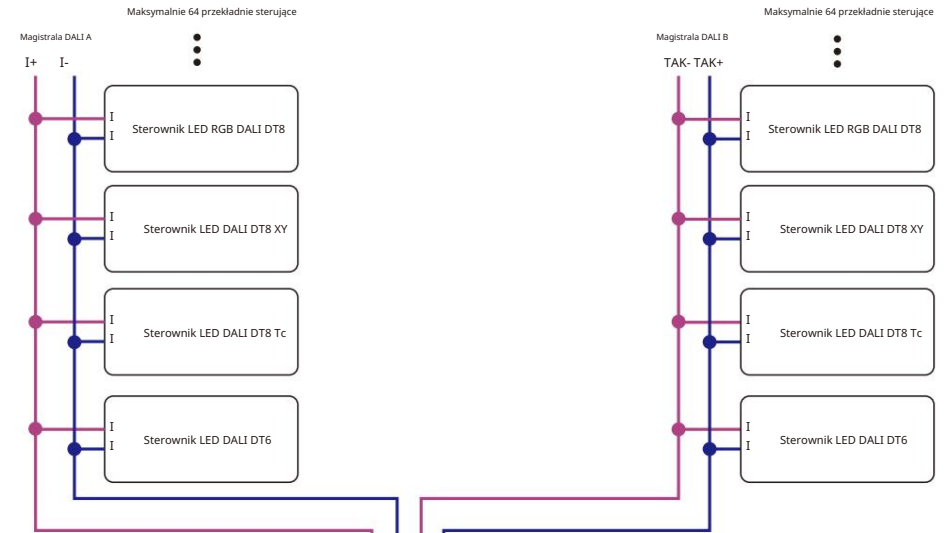 Maksymalnie 64 przekładnie sterujące
Magistrala DALI A
I+ I-
I
I
Sterownik LED RGB DALI DT8
I
I
Sterownik LED DALI DT8 XY
I
I
Sterownik LED DALI DT8 Tc
I
I
Sterownik LED DALI DT6
Maksymalnie 64 przekładnie sterujące
Magistrala DALI B
TAK- TAK+
I
I
Sterownik LED RGB DALI DT8
I
I
Sterownik LED DALI DT8 XY
I
I
Sterownik LED DALI DT8 Tc
I
I
Sterownik LED DALI DT6